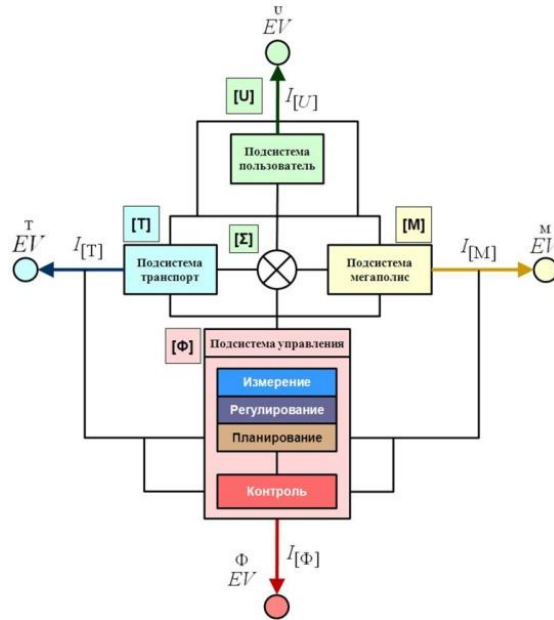 U
EV
[U]
I[U]
Подсистема
пользователь
T
EV
I[T]
[T]
[Σ]
[M]
I[M]
M
EV
Подсистема
транспорт
Подсистема
мегаполис
[Ф]
Подсистема управления
Измерение
Регулирование
Планирование
Контроль
Ф
EV
I[Ф]